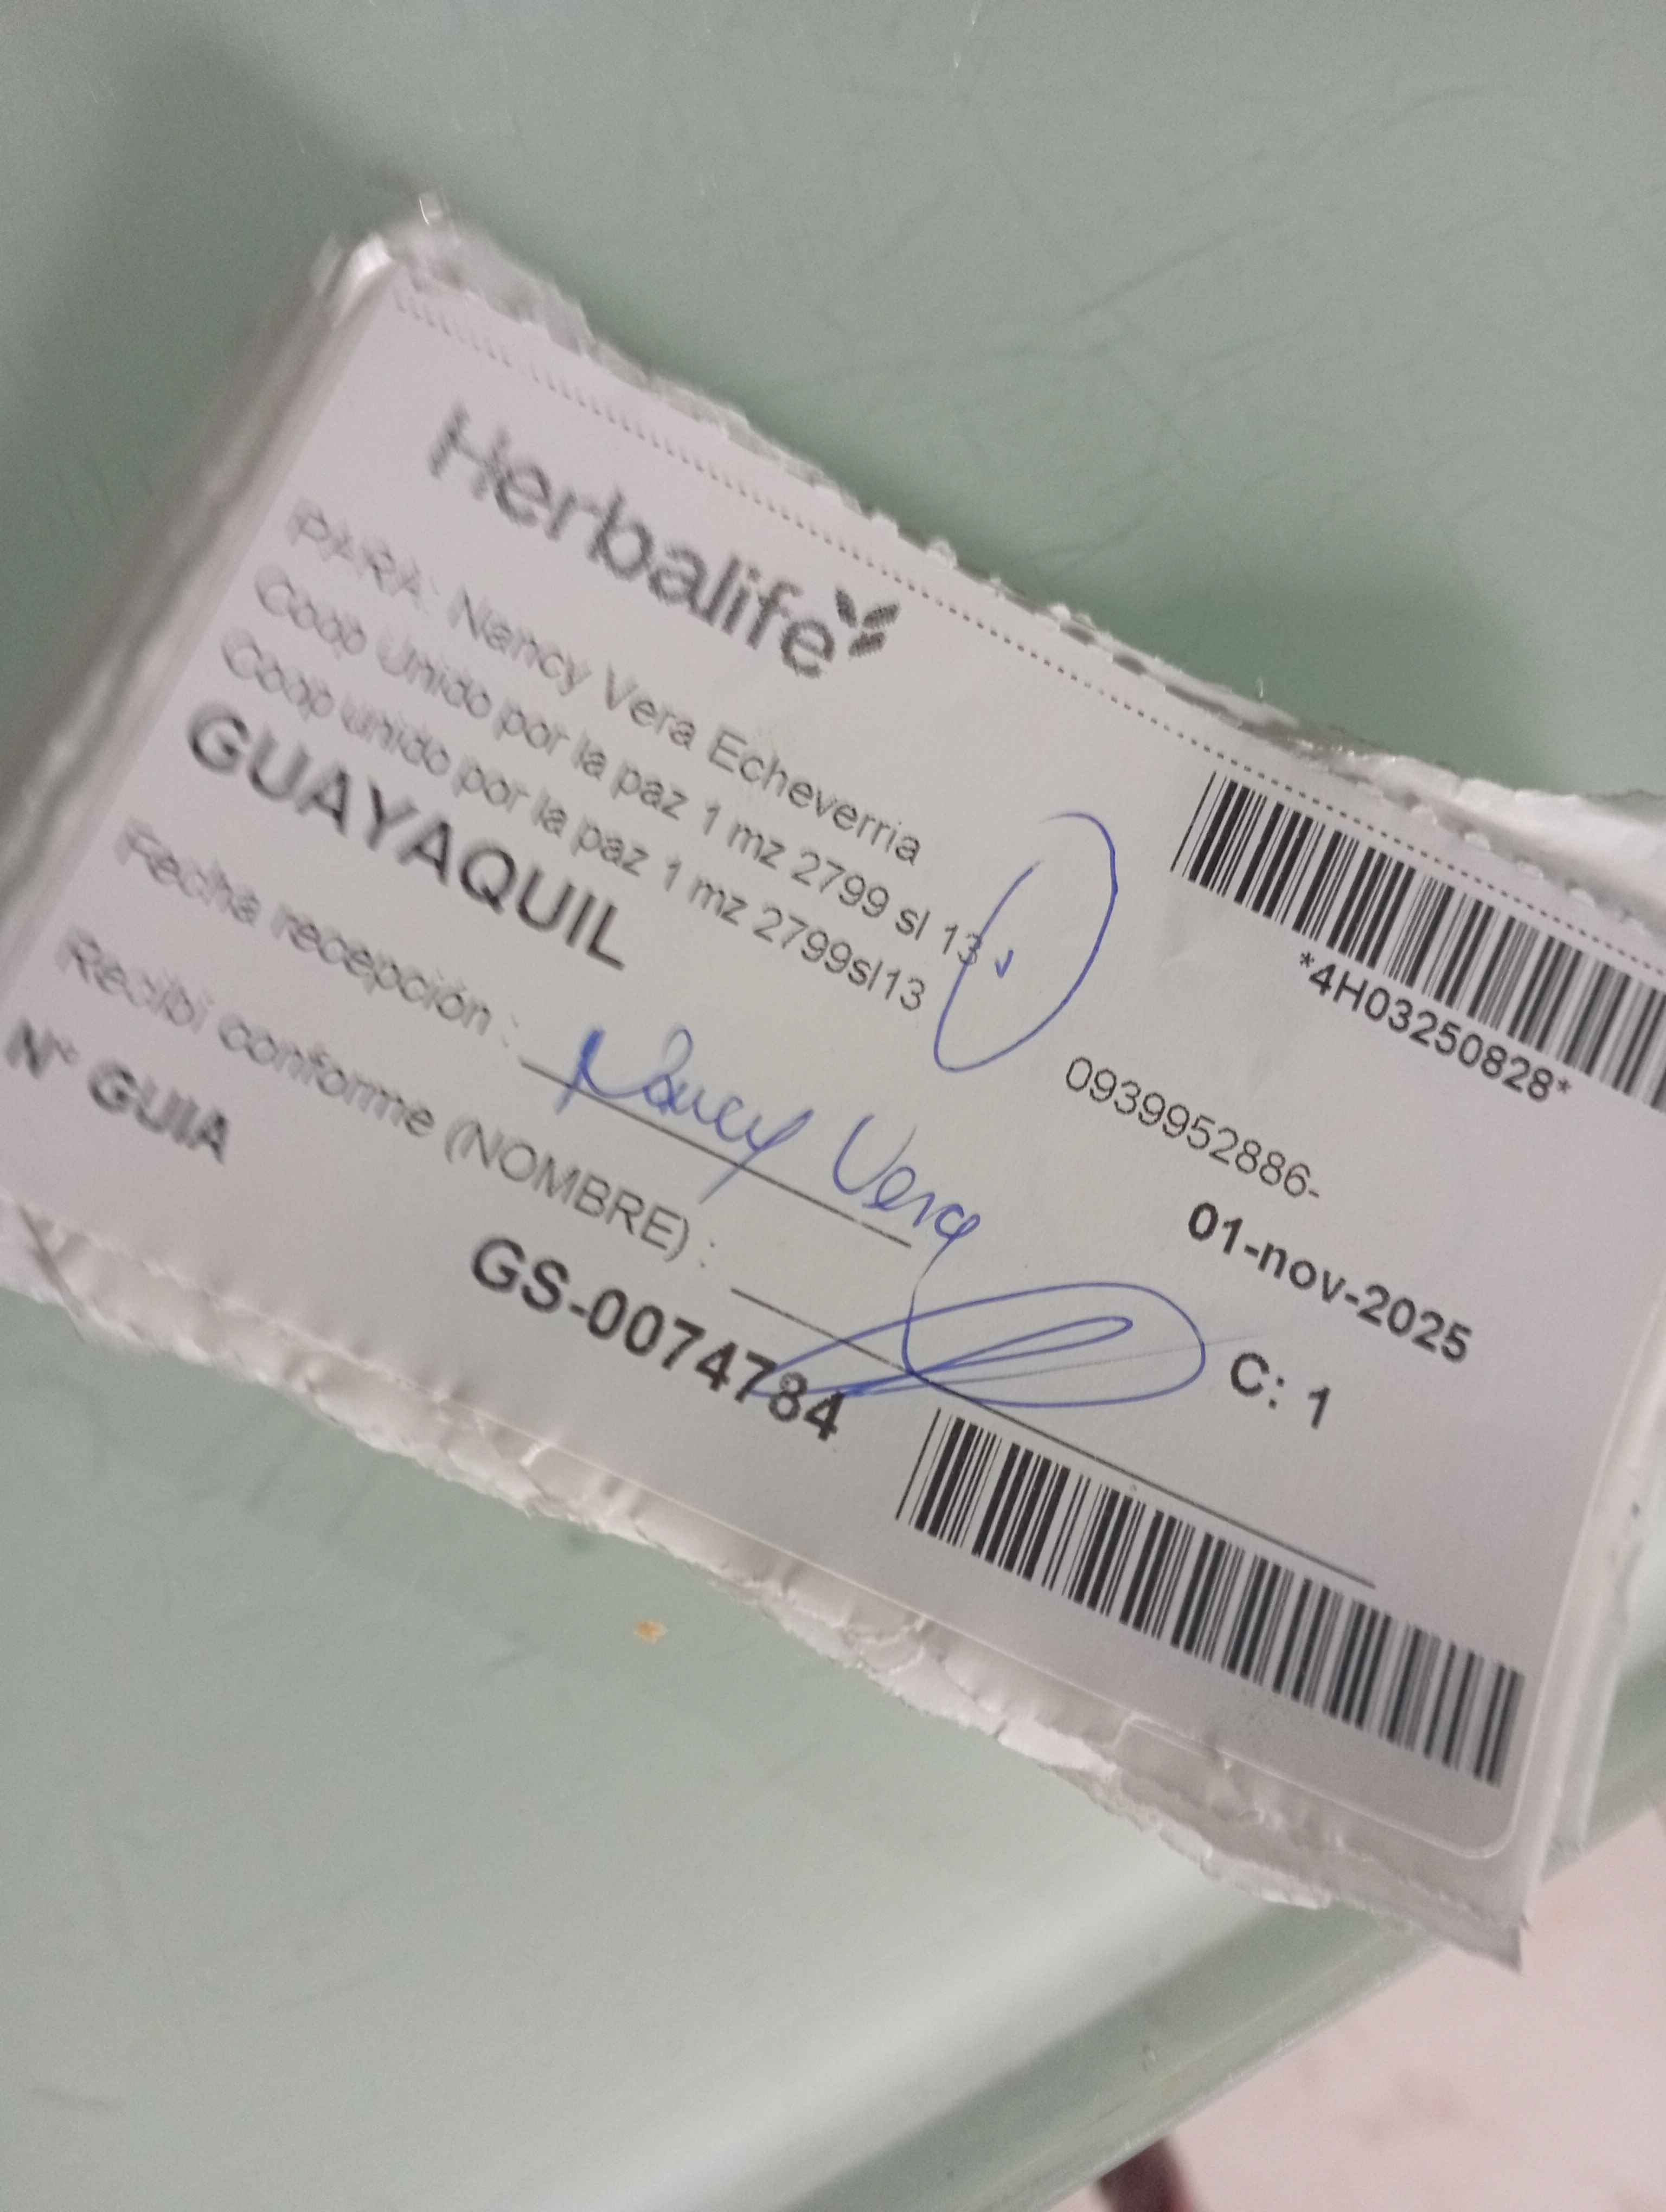 Herbalife
*4H03250828*
PARA: Nancy Vera Echeverria
Coop Unido por la paz 1 mz 2799 sl 13
Coop unido por la paz 1 mz 2799sl13
0939952886-
GUAYAQUIL
01-nov-2025
Fecha recepción :
Nancy Vera
C: 1
Recibí conforme (NOMBRE) :
N° GUIA
GS-0074784